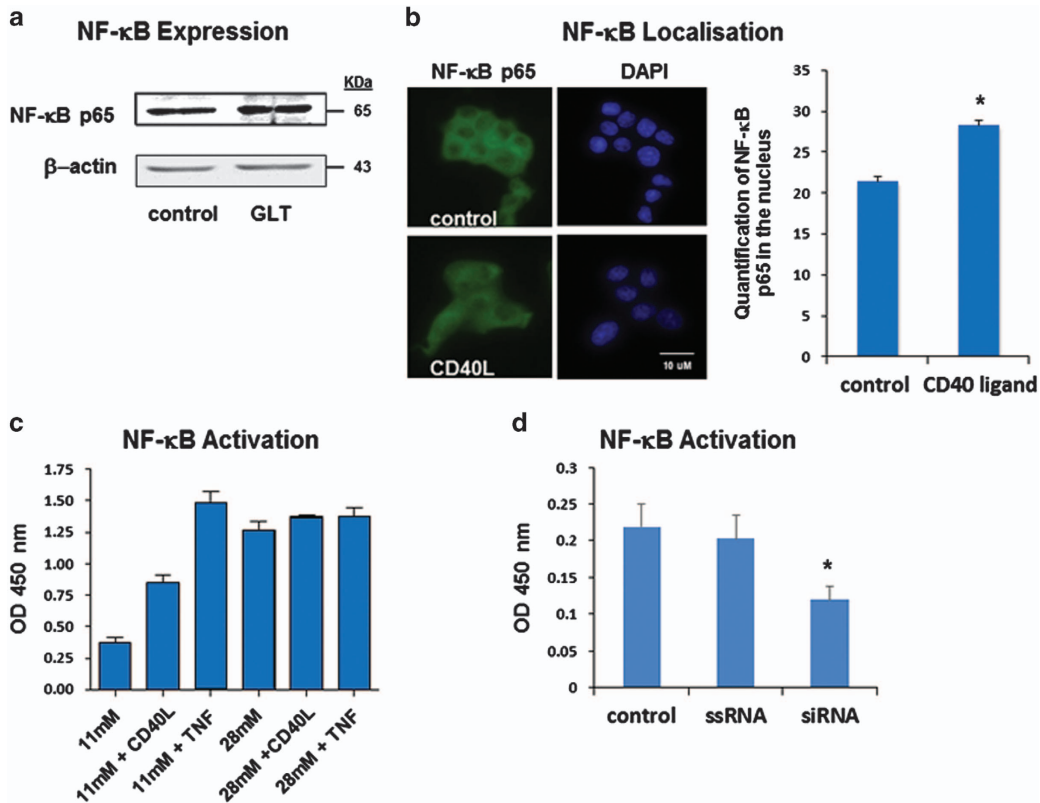 a
NF-κB Expression
KDa
NF-κB p65
65
β–actin
43
control GLT
b
NF-κB Localisation
NF-κB p65 DAPI
control
CD40L
10 uM
Quantification of NF-κB
p65 in the nucleus
35
30
25
20
15
10
5
0
*
control CD40 ligand
c
NF-κB Activation
OD 450 nm
1.75
1.50
1.25
1.00
0.75
0.50
0.25
0.00
11mM
11mM + CD40L
11mM + TNF
28mM
28mM +CD40L
28mM + TNF
d
NF-κB Activation
OD 450 nm
0.3
0.25
0.2
0.15
0.1
0.05
0
*
control ssRNA siRNA